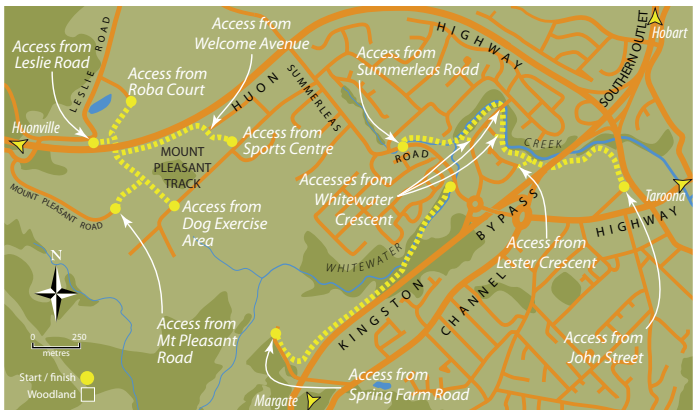 Access from
Leslie Road
LESLIE ROAD
Access from
Roba Court
Access from
Welcome Avenue
HUON
HIGHWAY
SUMMERLEAS
ROAD
Access from
Summerleas Road
SOUTHERN OUTLET
Hobart
Huonville
Access from
Sports Centre
MOUNT
PLEASANT
TRACK
MOUNT PLEASANT
ROAD
Access from
Dog Exercise
Area
Accesses from
Whitewater
Crescent
WHITEWATER
CREEK
Taroona
Access from
Lester Crescent
KINGSTON
BYPASS
CHANNEL
HIGHWAY
N
Access from
Mt Pleasant
Road
Access from
John Street
0
250
metres
Start / finish
Woodland
Access from
Spring Farm Road
Margate